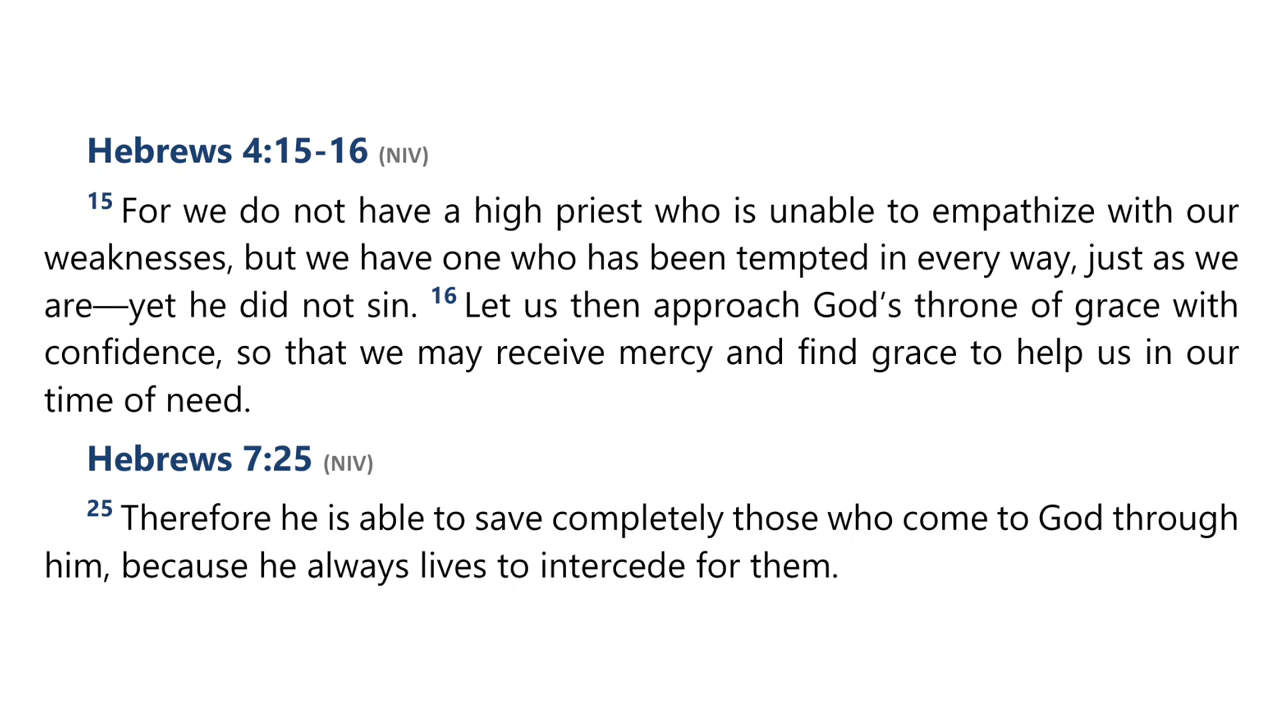 Hebrews 4:15-16 (NIV)
15 For we do not have a high priest who is unable to empathize with our
weaknesses, but we have one who has been tempted in every way, just as we
are—yet he did not sin. 16 Let us then approach God’s throne of grace with
confidence, so that we may receive mercy and find grace to help us in our
time of need.
Hebrews 7:25 (NIV)
25 Therefore he is able to save completely those who come to God through
him, because he always lives to intercede for them.